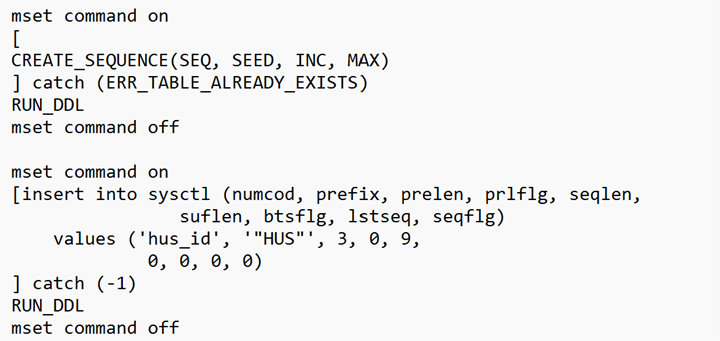 mset command on
[
CREATE_SEQUENCE(SEQ, SEED, INC, MAX)
] catch (ERR_TABLE_ALREADY_EXISTS)
RUN_DDL
mset command off

mset command on
[insert into sysctl (numcod, prefix, prelen, prlflg, seqlen,
                suflen, btsflg, lstseq, seqflg)
    values ('hus_id', '"HUS"', 3, 0, 9,
             0, 0, 0, 0)
] catch (-1)
RUN_DDL
mset command off